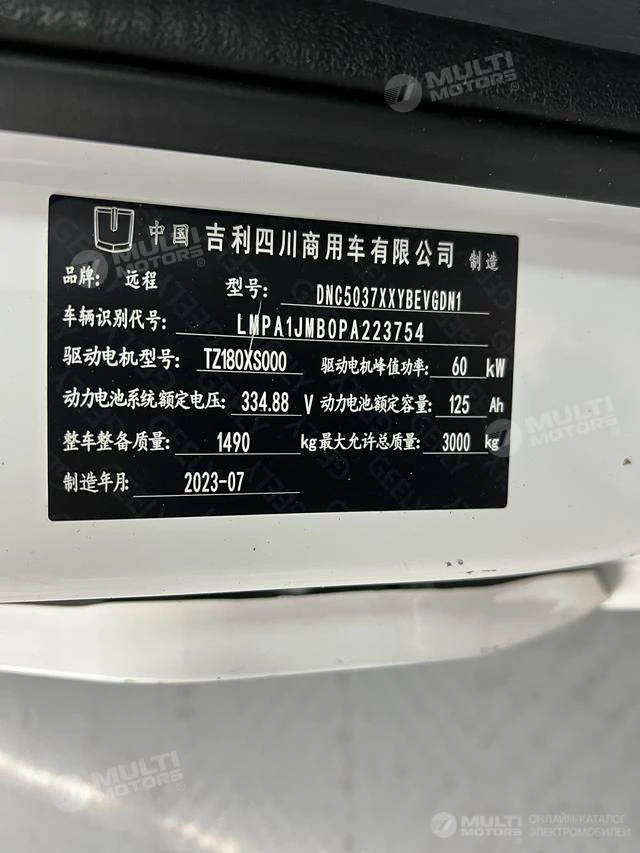 MULTI
MOTORS
中国 吉利四川商用车有限公司 制造
品牌: 远程 型号: DNC5037XXYBEVGDN1
车辆识别代号: LMPA1JMB0PA223754
驱动电机型号: TZ180XS000 驱动电机峰值功率: 60 kW
动力电池系统额定电压: 334.88 V 动力电池额定容量: 125 Ah
整车整备质量: 1490 kg 最大允许总质量: 3000 kg
制造年月: 2023-07
GEELY
MULTI
MOTORS
MULTI
MOTORS
MULTI
MOTORS
ОНЛАЙН-КАТАЛОГ
ЭЛЕКТРОМОБИЛЕЙ